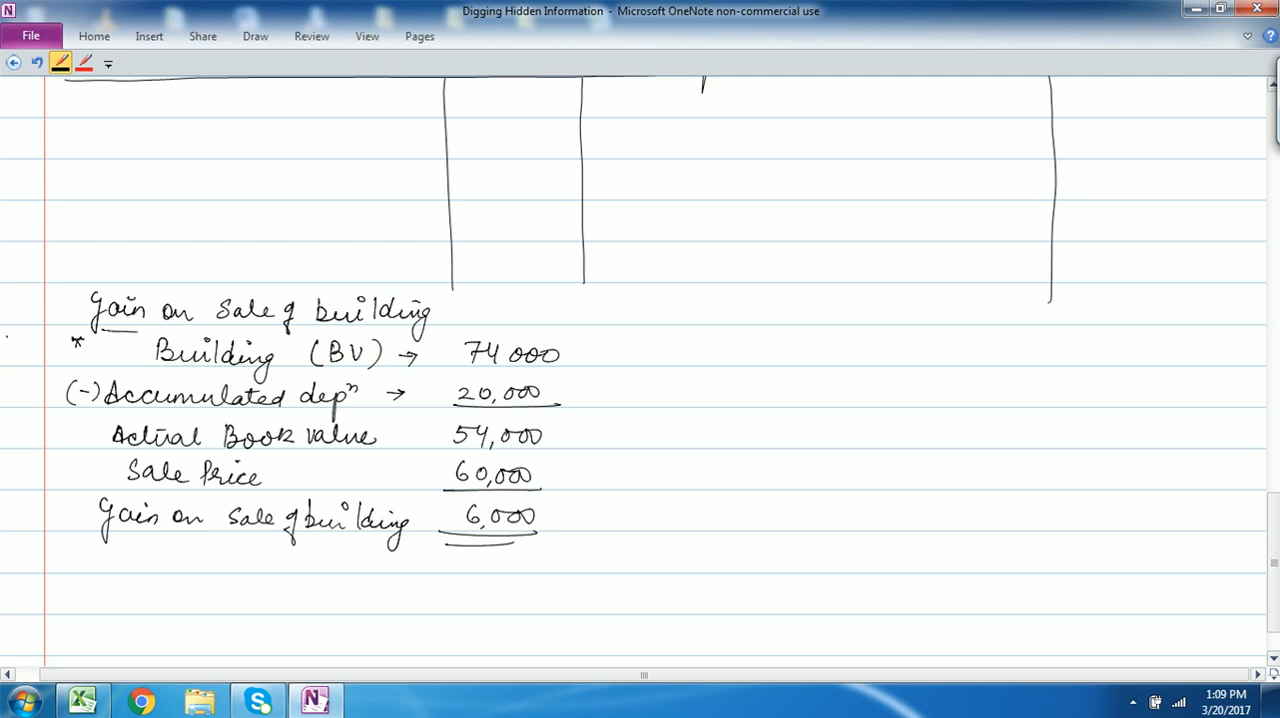 Digging Hidden Information - Microsoft OneNote non-commercial use
File Home Insert Share Draw Review View Pages
Gain on Sale of building
* Building (BV) → 74000
(-) Accumulated depⁿ → 20,000
Actual Book value 54,000
Sale Price 60,000
Gain on Sale of building 6,000
1:09 PM
3/20/2017